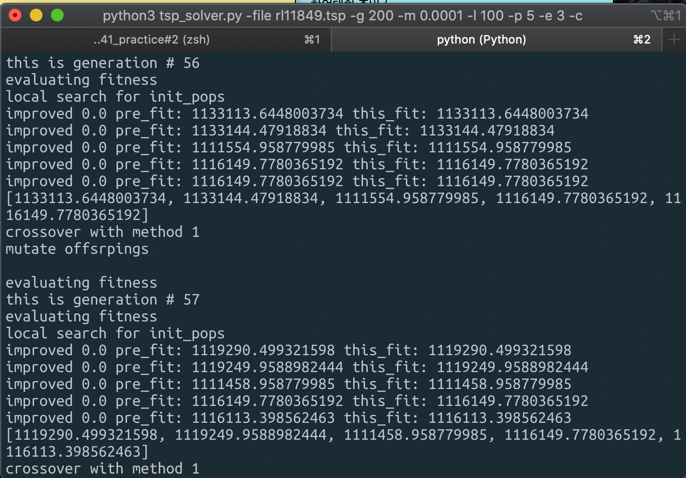 python3 tsp_solver.py -file rl11849.tsp -g 200 -m 0.0001 -l 100 -p 5 -e 3 -c
⌥⌘1
..41_practice#2 (zsh)
⌘1
python (Python)
⌘2
+
this is generation # 56
evaluating fitness
local search for init_pops
improved 0.0 pre_fit: 1133113.6448003734 this_fit: 1133113.6448003734
improved 0.0 pre_fit: 1133144.47918834 this_fit: 1133144.47918834
improved 0.0 pre_fit: 1111554.958779985 this_fit: 1111554.958779985
improved 0.0 pre_fit: 1116149.7780365192 this_fit: 1116149.7780365192
improved 0.0 pre_fit: 1116149.7780365192 this_fit: 1116149.7780365192
[1133113.6448003734, 1133144.47918834, 1111554.958779985, 1116149.7780365192, 11
16149.7780365192]
crossover with method 1
mutate offsrpings
evaluating fitness
this is generation # 57
evaluating fitness
local search for init_pops
improved 0.0 pre_fit: 1119290.499321598 this_fit: 1119290.499321598
improved 0.0 pre_fit: 1119249.9588982444 this_fit: 1119249.9588982444
improved 0.0 pre_fit: 1111458.958779985 this_fit: 1111458.958779985
improved 0.0 pre_fit: 1116149.7780365192 this_fit: 1116149.7780365192
improved 0.0 pre_fit: 1116113.398562463 this_fit: 1116113.398562463
[1119290.499321598, 1119249.9588982444, 1111458.958779985, 1116149.7780365192, 1
116113.398562463]
crossover with method 1